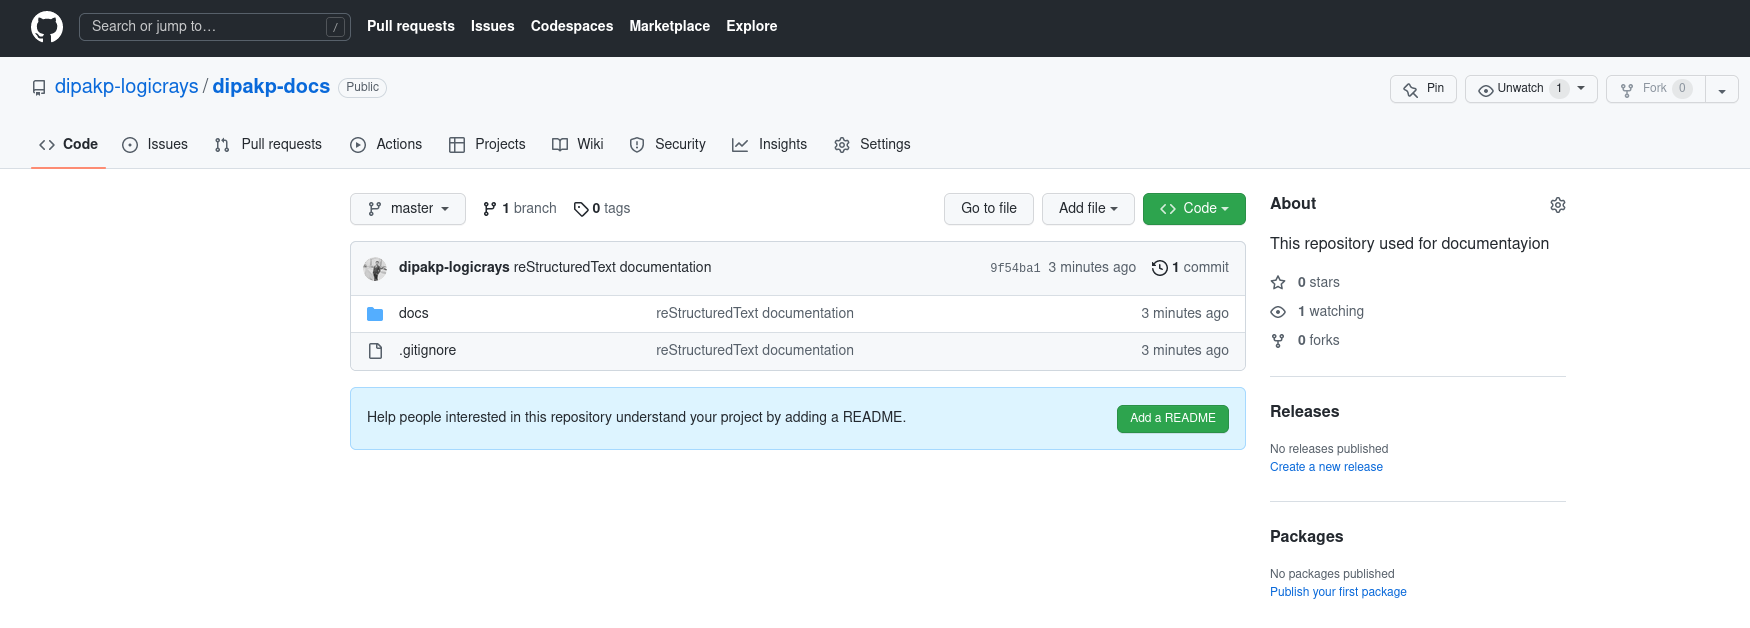 Search or jump to… / Pull requests Issues Codespaces Marketplace Explore
dipakp-logicrays / dipakp-docs Public Pin Unwatch 1 Fork 0
Code Issues Pull requests Actions Projects Wiki Security Insights Settings
master 1 branch 0 tags Go to file Add file Code
dipakp-logicrays reStructuredText documentation 9f54ba1 3 minutes ago 1 commit
docs reStructuredText documentation 3 minutes ago
.gitignore reStructuredText documentation 3 minutes ago
Help people interested in this repository understand your project by adding a README. Add a README
About
This repository used for documentayion
0 stars
1 watching
0 forks
Releases
No releases published
Create a new release
Packages
No packages published
Publish your first package